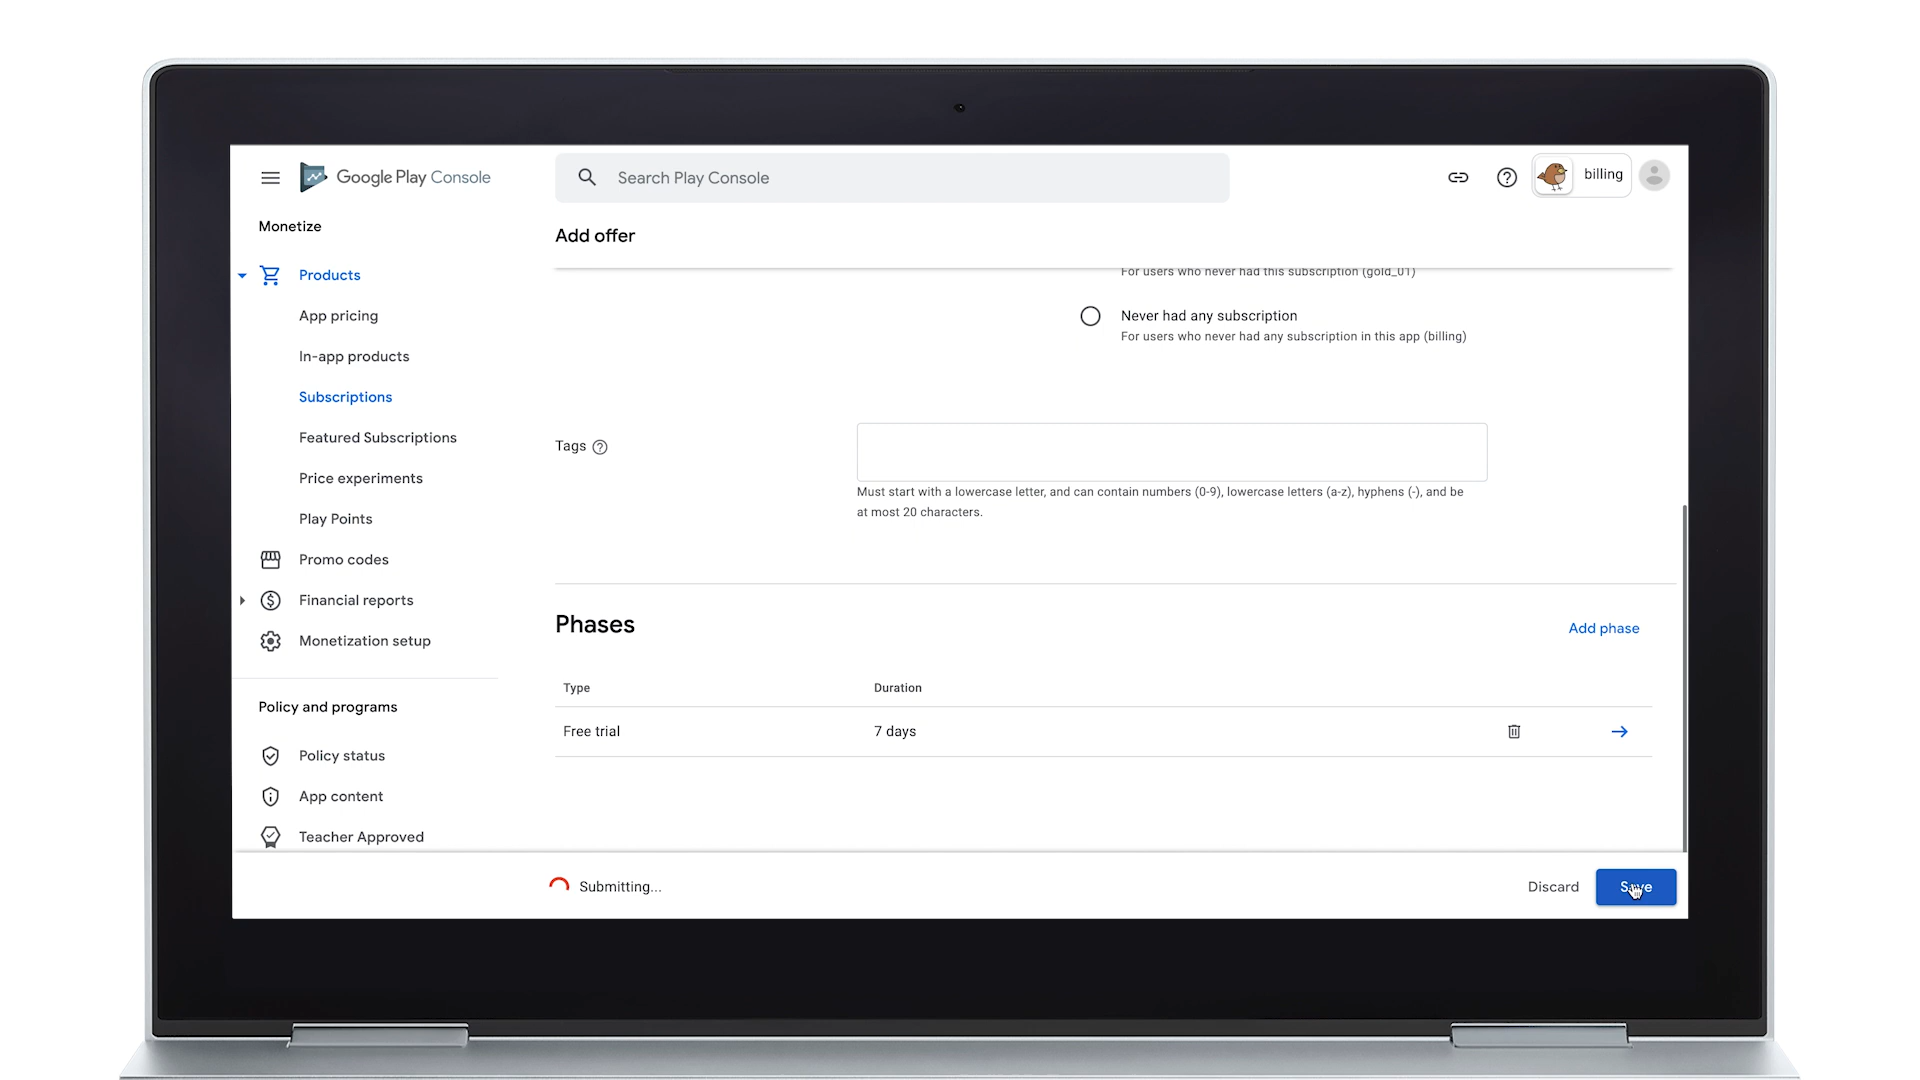 Google Play Console
Search Play Console
billing
Monetize
Add offer
Products
App pricing
In-app products
Subscriptions
Featured Subscriptions
Price experiments
Play Points
Promo codes
Financial reports
Monetization setup
Policy and programs
Policy status
App content
Teacher Approved
For users who never had this subscription (gold_01)
Never had any subscription
For users who never had any subscription in this app (billing)
Tags
Must start with a lowercase letter, and can contain numbers (0-9), lowercase letters (a-z), hyphens (-), and be
at most 20 characters.
Phases
Add phase
Type Duration
Free trial 7 days
Submitting...
Discard
Save